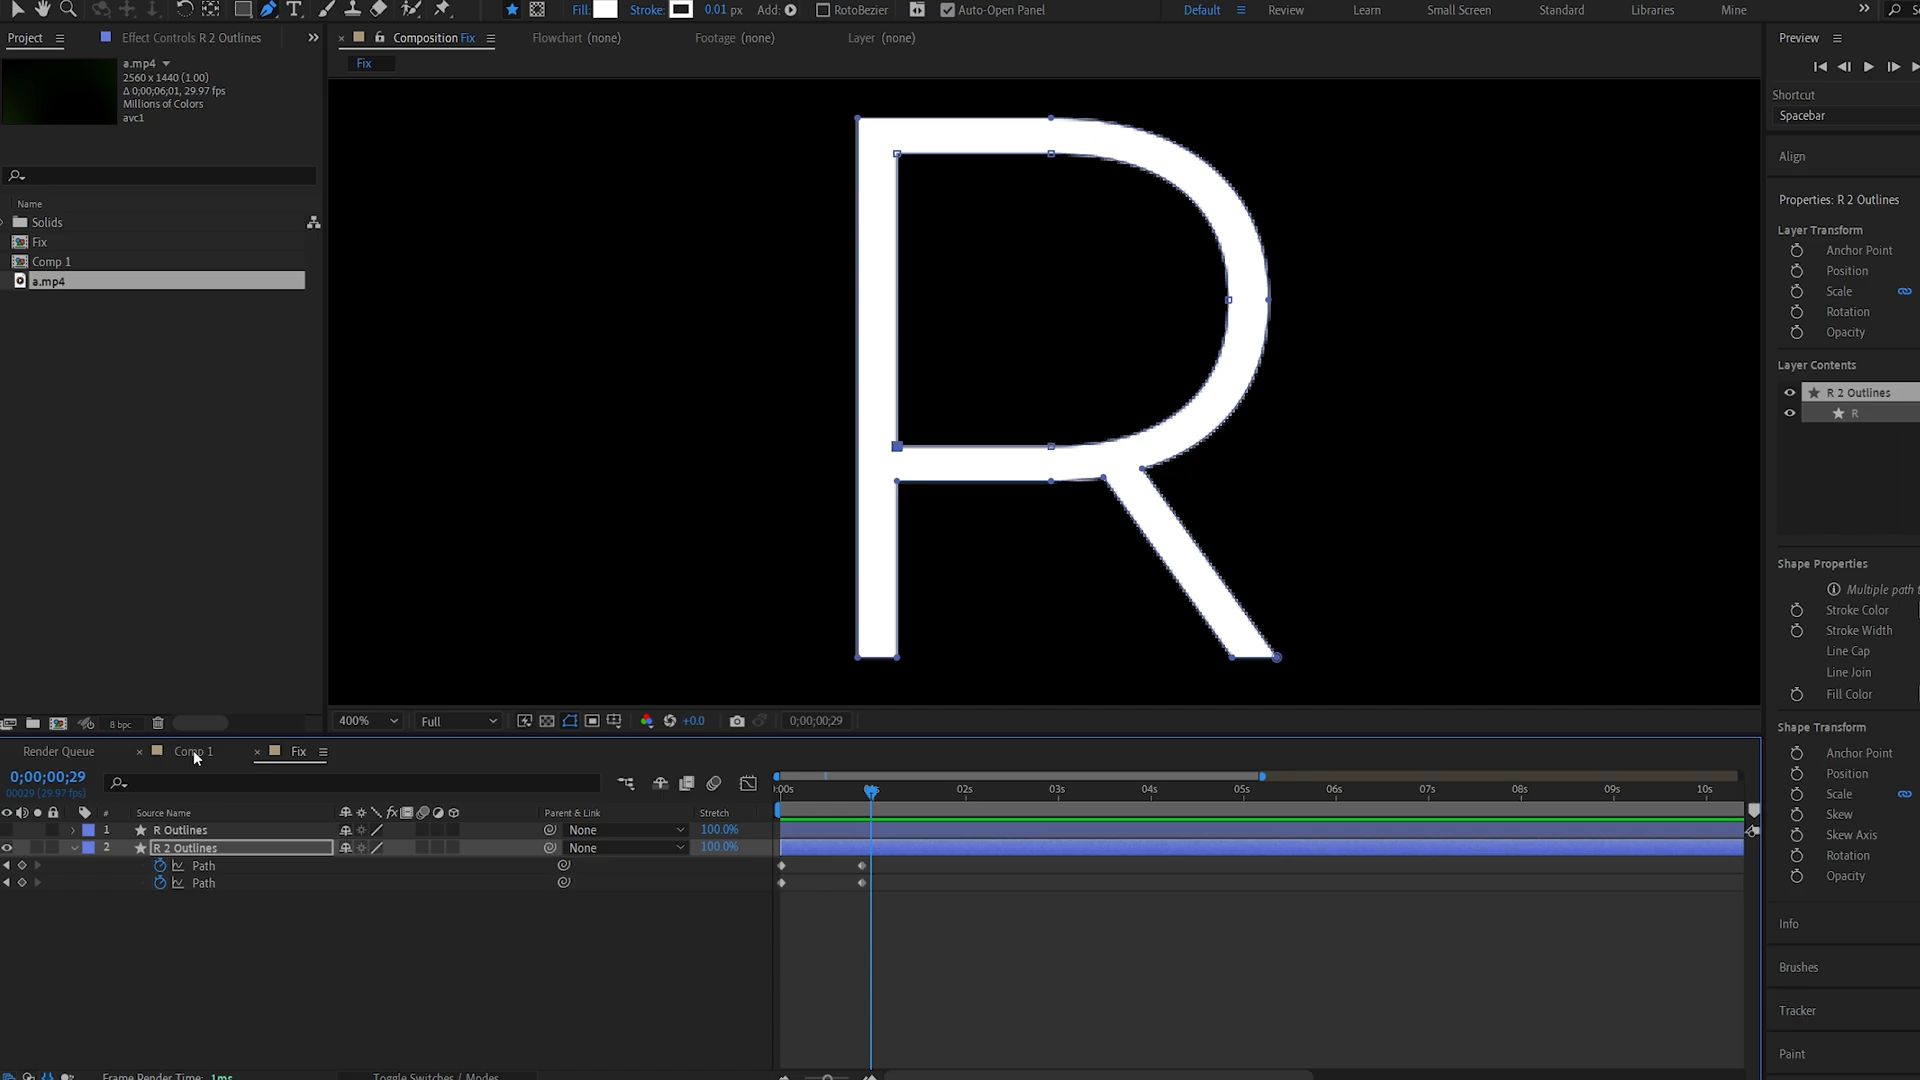 Fill: Stroke: 0.01 px Add: RotoBezier Auto-Open Panel Default Review Learn Small Screen Standard Libraries Mine
Project Effect Controls R 2 Outlines
Composition Fix Flowchart (none) Footage (none) Layer (none)
Fix
a.mp4
2560 x 1440 (1.00)
Δ 0;00;06;01, 29.97 fps
Millions of Colors
avc1
Name
Solids
Fix
Comp 1
a.mp4
8 bpc
R
400% Full +0.0 0;00;00;29
Preview
Shortcut
Spacebar
Align
Properties: R 2 Outlines
Layer Transform
Anchor Point
Position
Scale
Rotation
Opacity
Layer Contents
R 2 Outlines
R
Shape Properties
Multiple path
Stroke Color
Stroke Width
Line Cap
Line Join
Fill Color
Shape Transform
Anchor Point
Position
Scale
Skew
Skew Axis
Rotation
Opacity
Info
Brushes
Tracker
Paint
Render Queue Comp 1 Fix
0;00;00;29
00029 (29.97 fps)
# Source Name fx Parent & Link Stretch
1 R Outlines None 100.0%
2 R 2 Outlines None 100.0%
Path
Path
:00s 02s 03s 04s 05s 06s 07s 08s 09s 10s
Frame Render Time: 1ms Toggle Switches / Modes